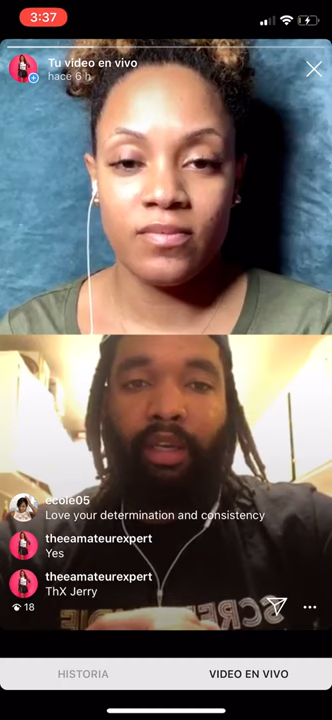 3:37
Tu video en vivo
hace 6 h
ecole05
Love your determination and consistency
theeamateurexpert
Yes
theeamateurexpert
ThX Jerry
18
HISTORIA
VIDEO EN VIVO